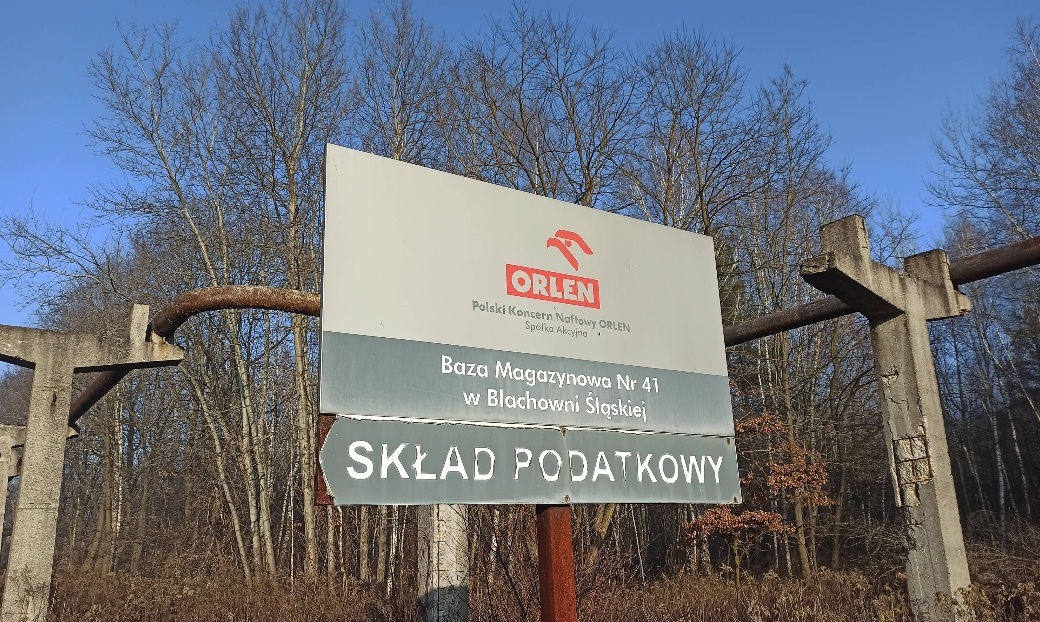 ORLEN
Polski Koncern Naftowy ORLEN
Spółka Akcyjna
Baza Magazynowa Nr 41
w Blachowni Śląskiej
SKŁAD PODATKOWY